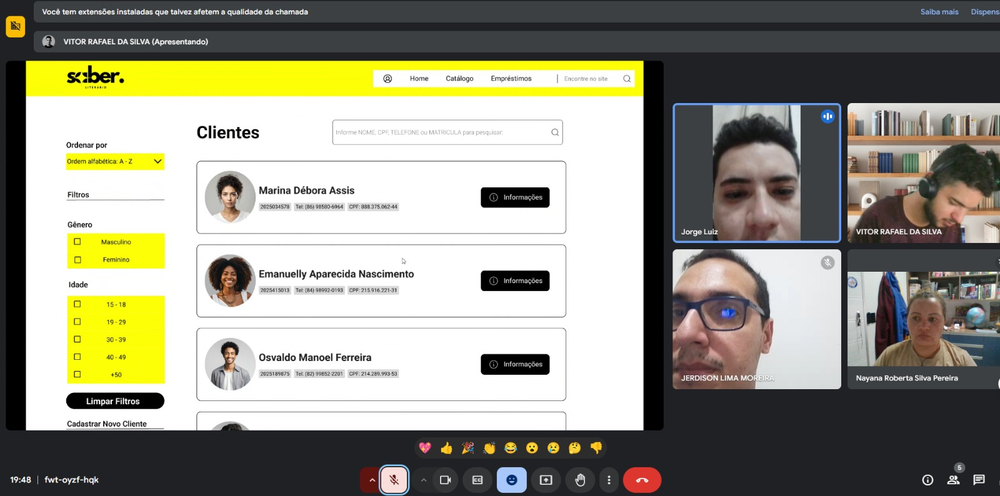 Você tem extensões instaladas que talvez afetem a qualidade da chamada
Saiba mais
Dispens
VITOR RAFAEL DA SILVA (Apresentando)
saber.
LITERÁRIO
Home
Catálogo
Empréstimos
Encontre no site
Clientes
Informe NOME, CPF, TELEFONE ou MATRICULA para pesquisar:
Ordenar por
Ordem alfabética: A - Z
Filtros
Gênero
Masculino
Feminino
Idade
15 - 18
19 - 29
30 - 39
40 - 49
+50
Limpar Filtros
Cadastrar Novo Cliente
Marina Débora Assis
2025034578 Tel: (86) 98580-6964 CPF: 888.375.062-44
Informações
Emanuelly Aparecida Nascimento
2025415013 Tel: (84) 98992-0193 CPF: 215.916.221-31
Informações
Osvaldo Manoel Ferreira
2025189875 Tel: (82) 99852-2201 CPF: 214.289.993-53
Informações
Jorge Luiz
VITOR RAFAEL DA SILVA
JERDISON LIMA MOREIRA
Nayana Roberta Silva Pereira
19:48 | fwt-oyzf-hqk
5